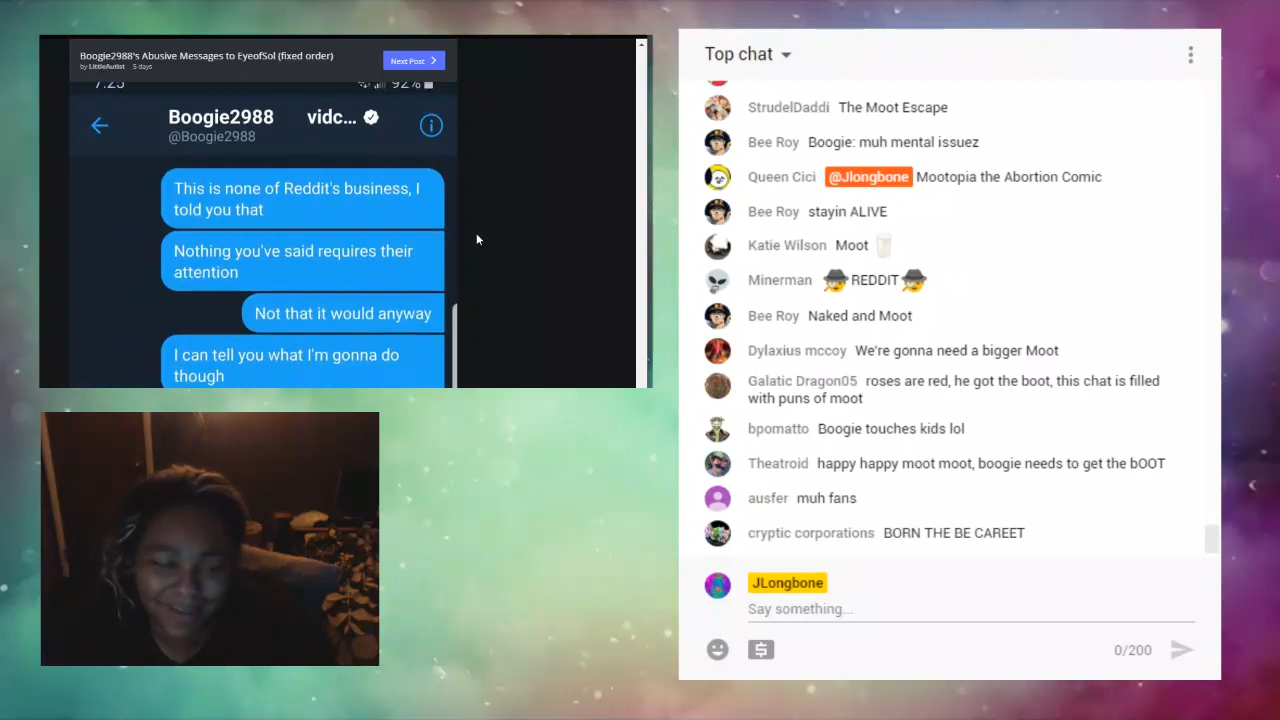 Boogie2988's Abusive Messages to EyeofSol (fixed order)
by LittleAutist 5 days
Next Post
7:25
92%
Boogie2988 vidc...
@Boogie2988
This is none of Reddit's business, I
told you that
Nothing you've said requires their
attention
Not that it would anyway
I can tell you what I'm gonna do
though
Top chat
StrudelDaddi The Moot Escape
Bee Roy Boogie: muh mental issuez
Queen Cici @Jlongbone Mootopia the Abortion Comic
Bee Roy stayin ALIVE
Katie Wilson Moot
Minerman REDDIT
Bee Roy Naked and Moot
Dylaxius mccoy We're gonna need a bigger Moot
Galatic Dragon05 roses are red, he got the boot, this chat is filled
with puns of moot
bpomatto Boogie touches kids lol
Theatroid happy happy moot moot, boogie needs to get the bOOT
ausfer muh fans
cryptic corporations BORN THE BE CAREET
JLongbone
Say something...
0/200